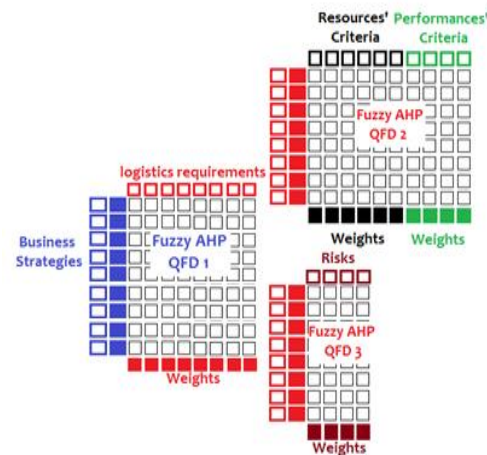 Resources'
Criteria
Performances'
Criteria
Fuzzy AHP
QFD 2
Weights
Weights
logistics requirements
Business
Strategies
Fuzzy AHP
QFD 1
Weights
Risks
Fuzzy AHP
QFD 3
Weights